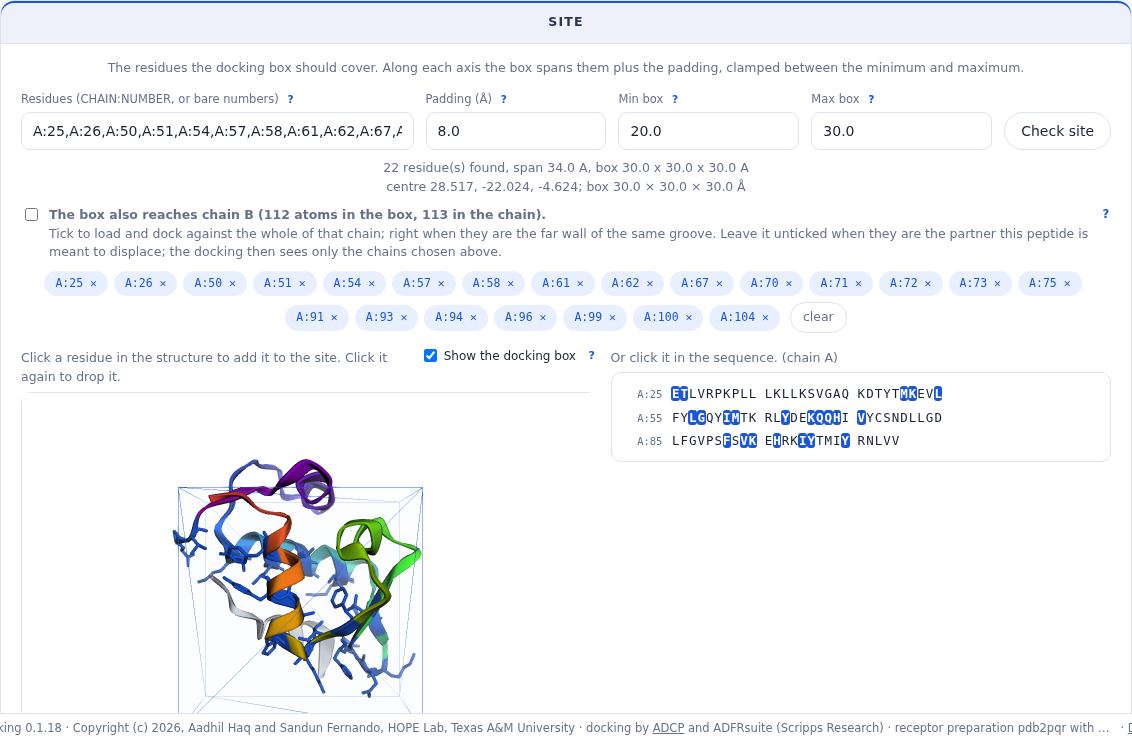 SITE
The residues the docking box should cover. Along each axis the box spans them plus the padding, clamped between the minimum and maximum.
Residues (CHAIN:NUMBER, or bare numbers) ? Padding (Å) ? Min box ? Max box ?
A:25,A:26,A:50,A:51,A:54,A:57,A:58,A:61,A:62,A:67,A 8.0 20.0 30.0 Check site
22 residue(s) found, span 34.0 A, box 30.0 x 30.0 x 30.0 A
centre 28.517, -22.024, -4.624; box 30.0 × 30.0 × 30.0 Å
The box also reaches chain B (112 atoms in the box, 113 in the chain). ?
Tick to load and dock against the whole of that chain; right when they are the far wall of the same groove. Leave it unticked when they are the partner this peptide is
meant to displace; the docking then sees only the chains chosen above.
A:25 × A:26 × A:50 × A:51 × A:54 × A:57 × A:58 × A:61 × A:62 × A:67 × A:70 × A:71 × A:72 × A:73 × A:75 ×
A:91 × A:93 × A:94 × A:96 × A:99 × A:100 × A:104 × clear
Click a residue in the structure to add it to the site. Click it
again to drop it.
Show the docking box ?
Or click it in the sequence. (chain A)
A:25 ETLVRPKPLL LKLLKSVGAQ KDTYTMKEVL
A:55 FYLGQYIMTK RLYDEKQQHI VYCSNDLLGD
A:85 LFGVPSFSVK EHRKIYTMIY RNLVV
king 0.1.18 · Copyright (c) 2026, Aadhil Haq and Sandun Fernando, HOPE Lab, Texas A&M University · docking by ADCP and ADFRsuite (Scripps Research) · receptor preparation pdb2pqr with ... ·